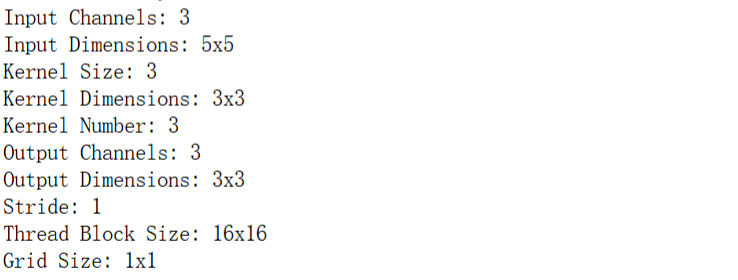 Input Channels: 3
Input Dimensions: 5x5
Kernel Size: 3
Kernel Dimensions: 3x3
Kernel Number: 3
Output Channels: 3
Output Dimensions: 3x3
Stride: 1
Thread Block Size: 16x16
Grid Size: 1x1